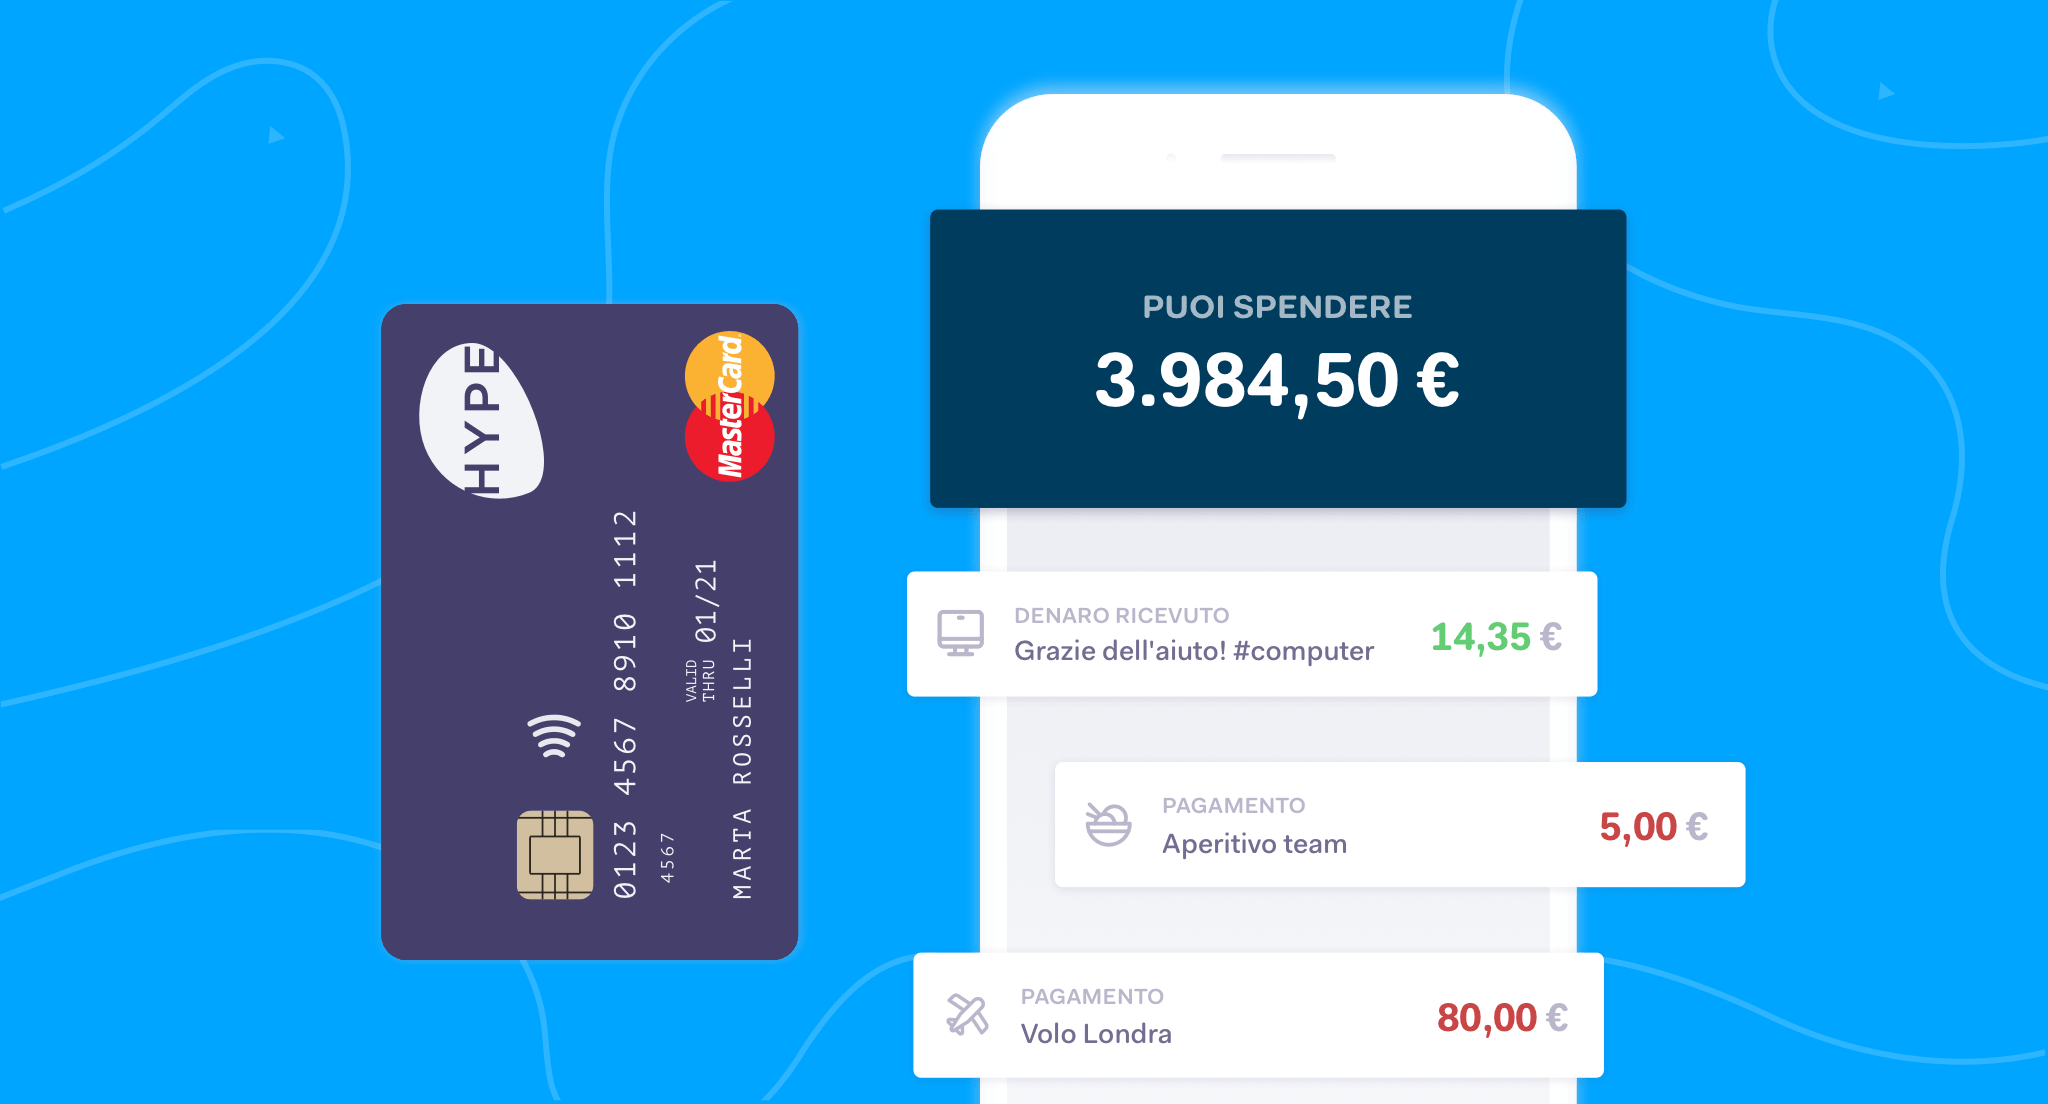 HYPE
MasterCard
0123 4567 8910 1112
4567
VALID
THRU 01/21
MARTA ROSSELLI
PUOI SPENDERE
3.984,50 €
DENARO RICEVUTO
Grazie dell'aiuto! #computer
14,35 €
PAGAMENTO
Aperitivo team
5,00 €
PAGAMENTO
Volo Londra
80,00 €